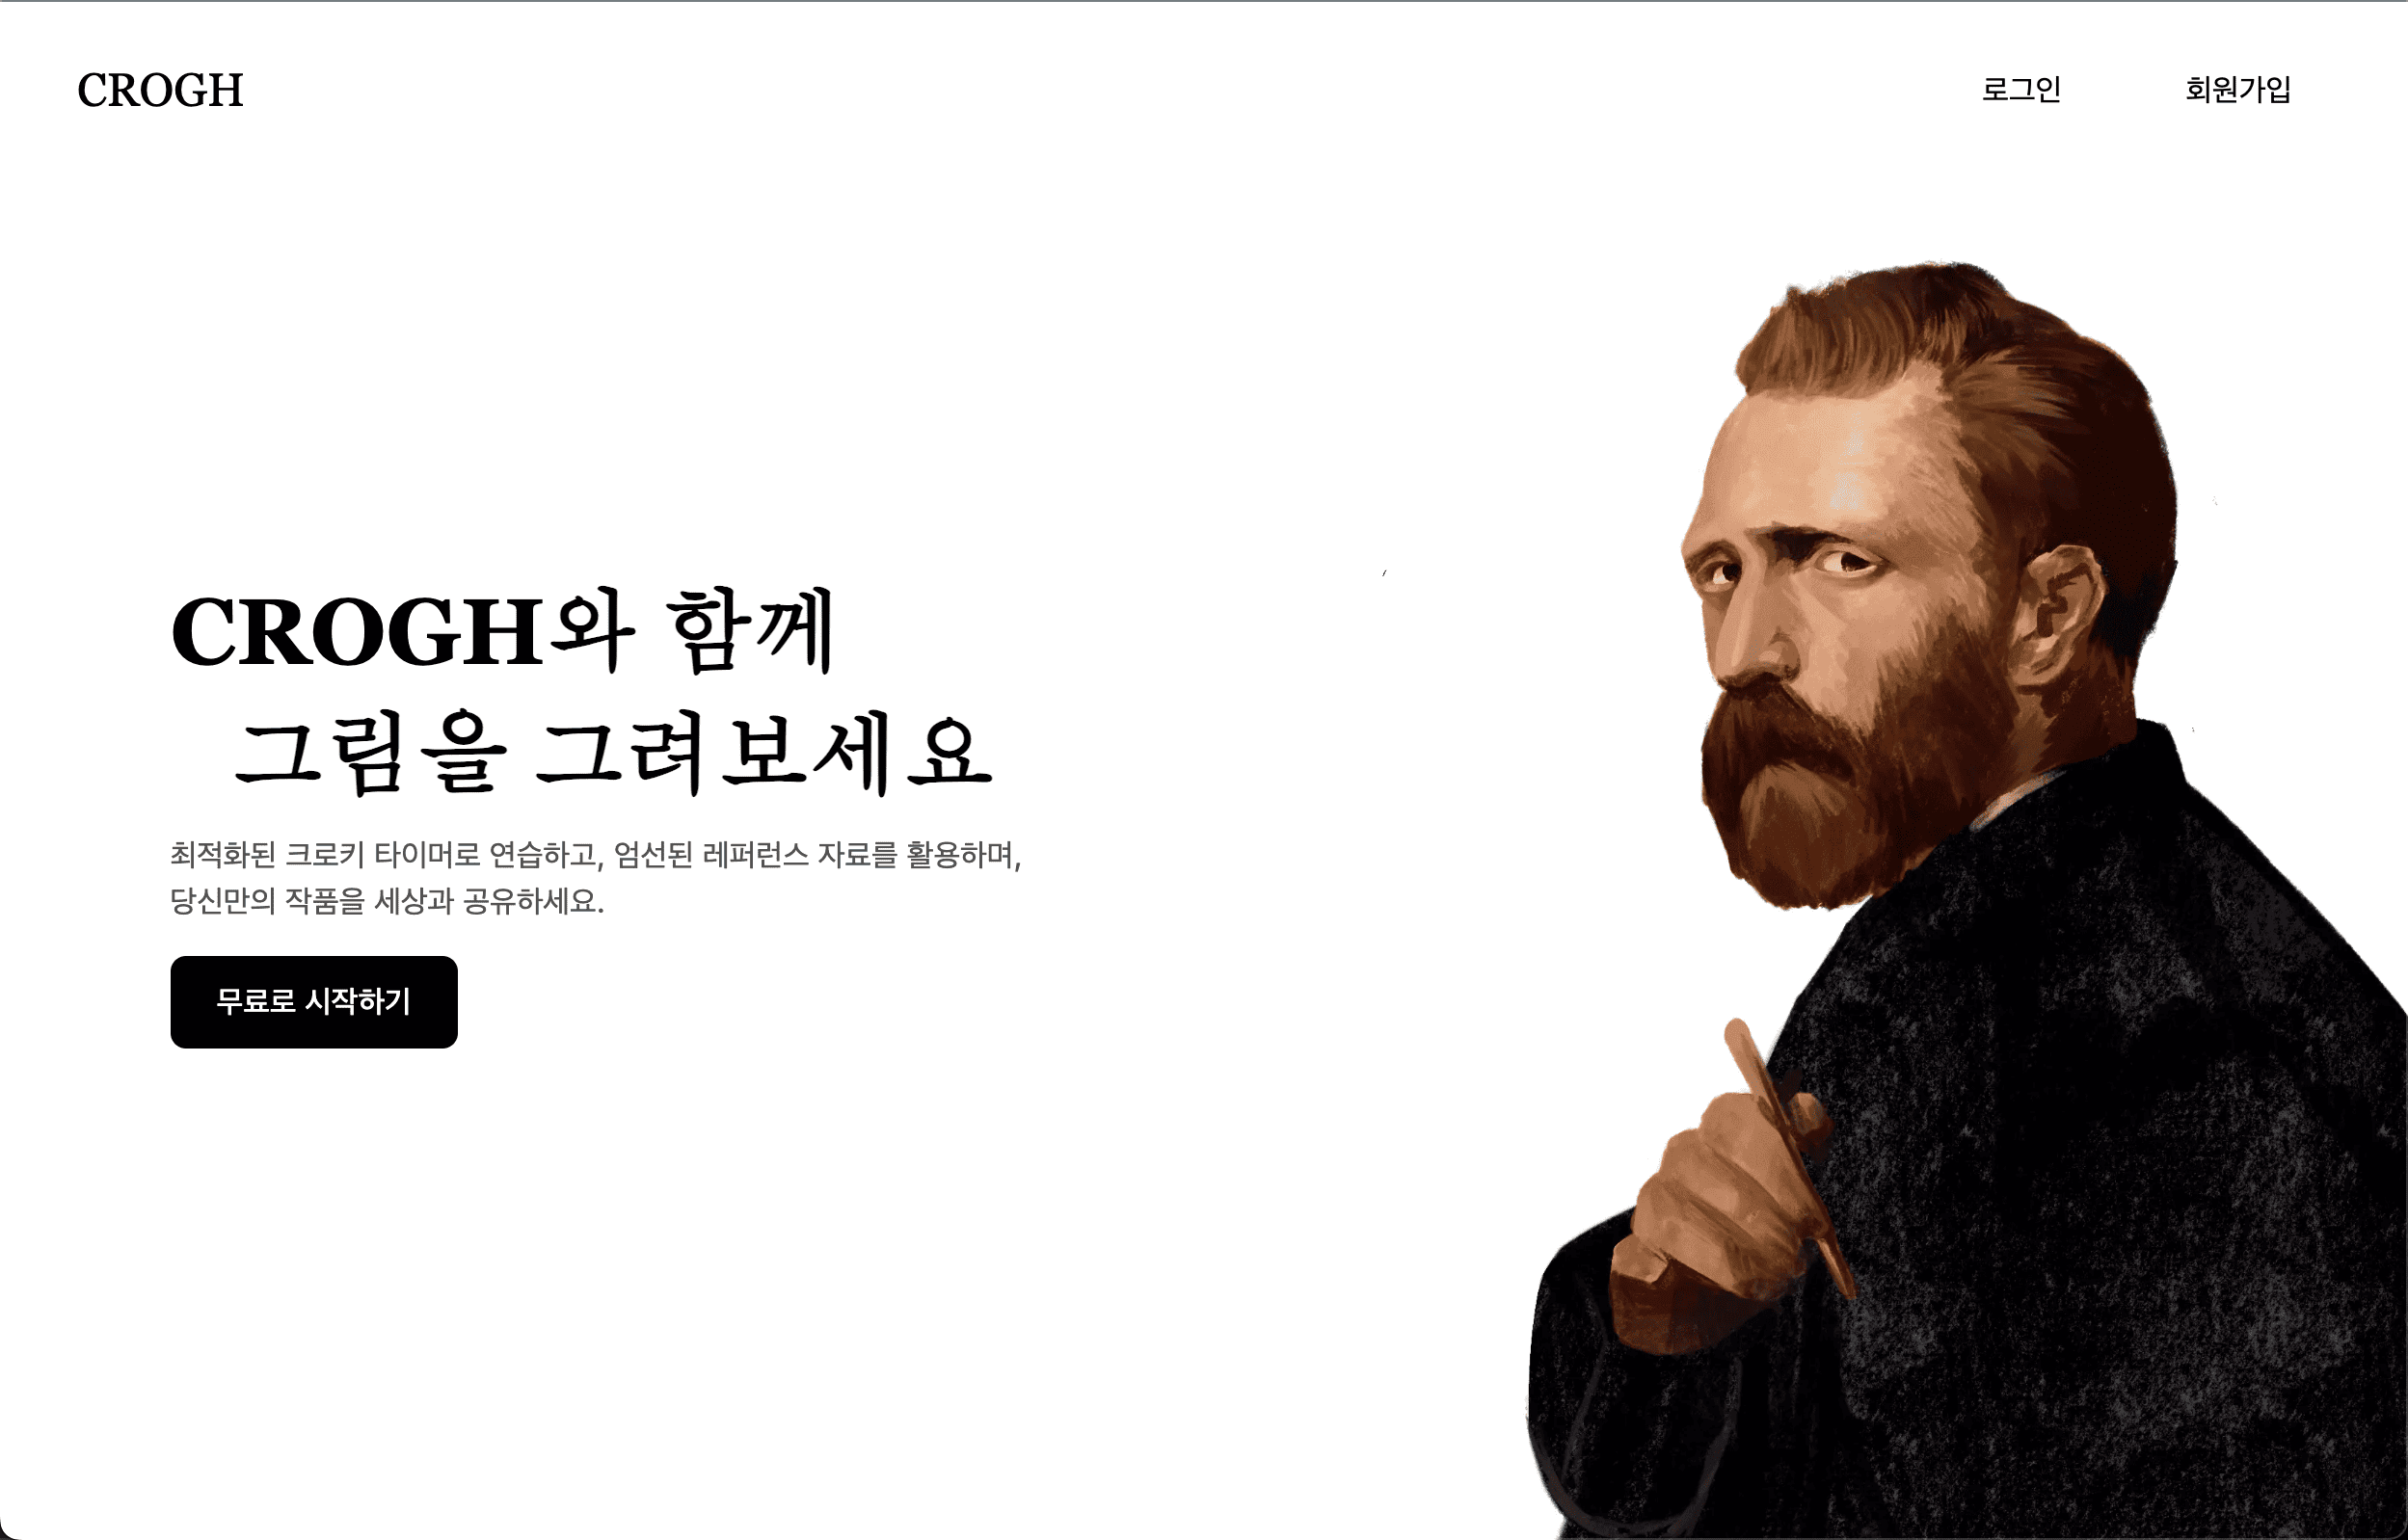 CROGH
로그인
회원가입
CROGH와 함께
그림을 그려보세요
최적화된 크로키 타이머로 연습하고, 엄선된 레퍼런스 자료를 활용하며,
당신만의 작품을 세상과 공유하세요.
무료로 시작하기